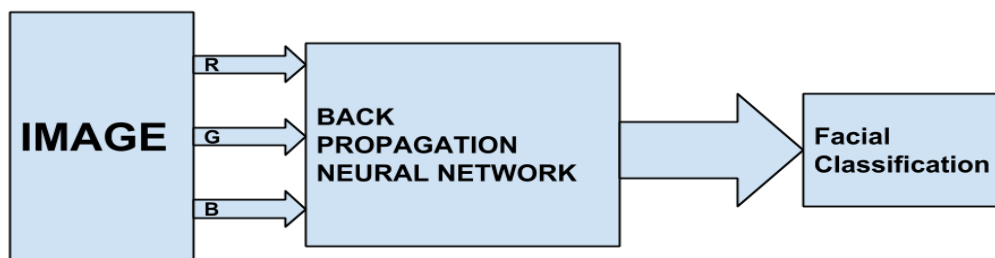 IMAGE
R
G
B
BACK
PROPAGATION
NEURAL NETWORK
Facial
Classification